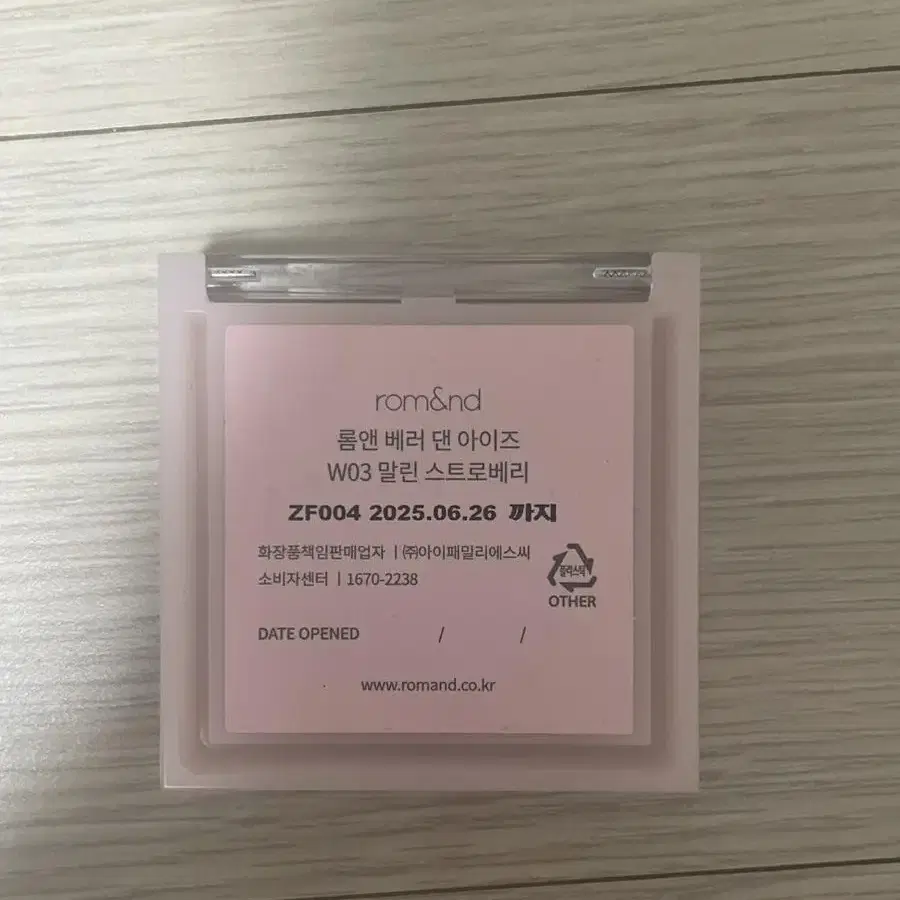 rom&nd
롬앤 베러 댄 아이즈
W03 말린 스트로베리
ZF004 2025.06.26 까지
화장품책임판매업자 ㅣ㈜아이패밀리에스씨
소비자센터 ㅣ1670-2238
플라스틱
OTHER
DATE OPENED / /
www.romand.co.kr